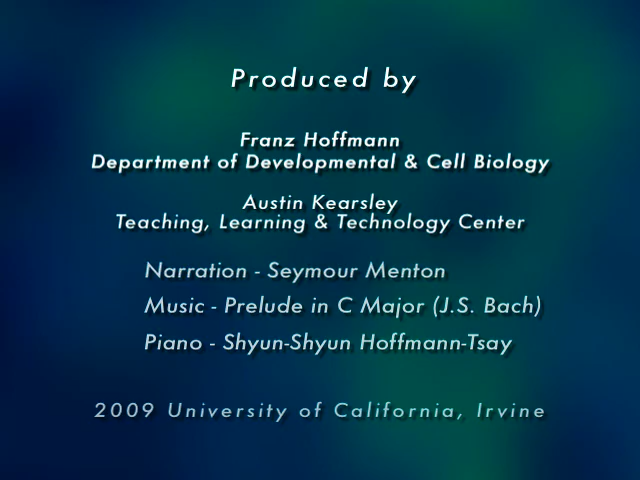 Produced by
Franz Hoffmann
Department of Developmental & Cell Biology
Austin Kearsley
Teaching, Learning & Technology Center
Narration - Seymour Menton
Music - Prelude in C Major (J.S. Bach)
Piano - Shyun-Shyun Hoffmann-Tsay
2009 University of California, Irvine